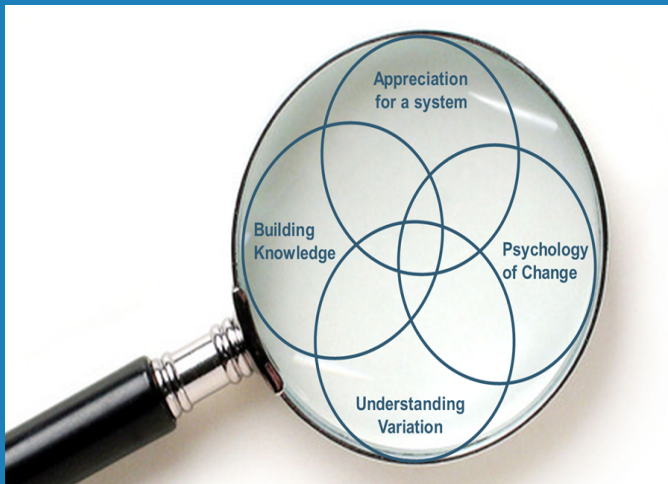 Appreciation
for a system
Building
Knowledge
Psychology
of Change
Understanding
Variation